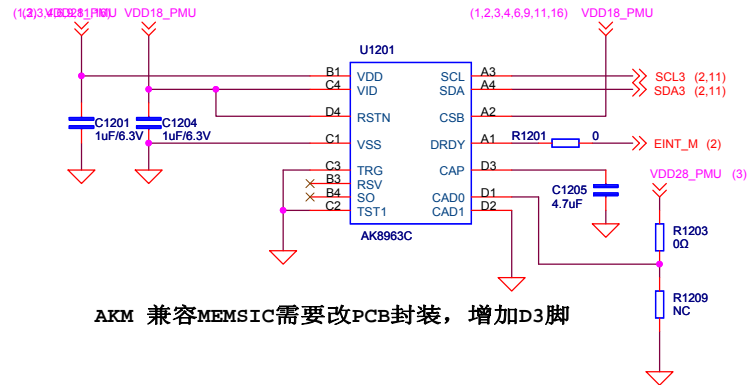 VDD18_PMU
(1,2,3,4,6,9,11,16) VDD18_PMU
U1201
B1 VDD SCL A3 SCL3 (2,11)
C4 VID SDA A4 SDA3 (2,11)
D4 RSTN CSB A2
C1201
1uF/6.3V
C1204
1uF/6.3V
C1 VSS DRDY A1 R1201 0 EINT_M (2)
C3 TRG CAP D3
VDD28_PMU (3)
B3 RSV
B4 SO CAD0 D1
C2 TST1 CAD1 D2
C1205
4.7uF
AK8963C
R1203
0Ω
R1209
NC
AKM 兼容MEMSIC需要改PCB封装，增加D3脚